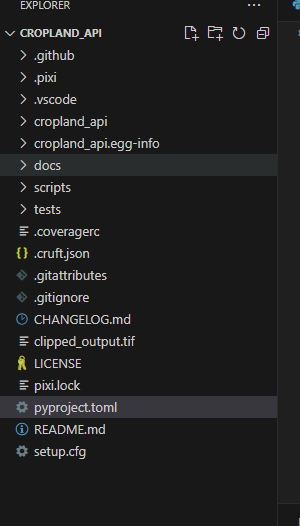 EXPLORER
CROPLAND_API
.github
.pixi
.vscode
cropland_api
cropland_api.egg-info
docs
scripts
tests
.coveragerc
.cruft.json
.gitattributes
.gitignore
CHANGELOG.md
clipped_output.tif
LICENSE
pixi.lock
pyproject.toml
README.md
setup.cfg